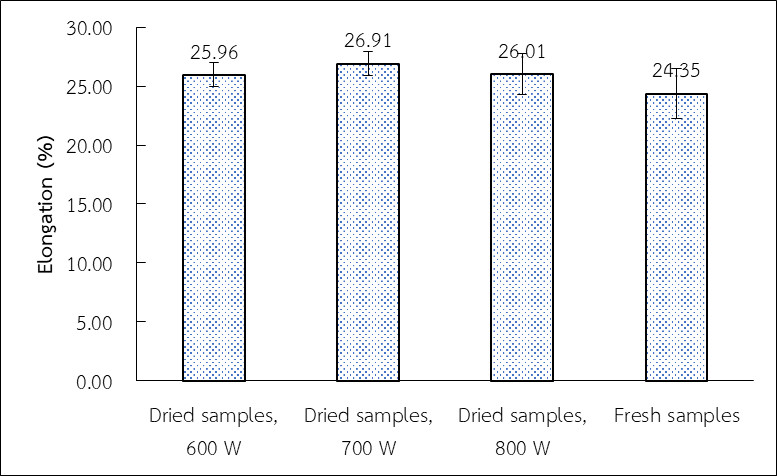 Elongation (%)
30.00
25.00
20.00
15.00
10.00
5.00
0.00
25.96
26.91
26.01
24.35
Dried samples,
600 W
Dried samples,
700 W
Dried samples,
800 W
Fresh samples